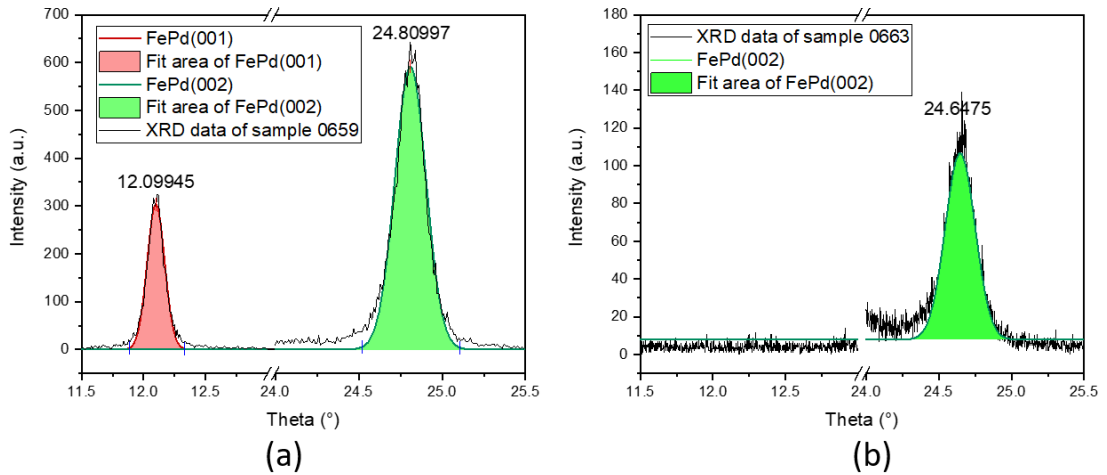 700
600
500
400
300
200
100
0
Intensity (a.u.)
FePd(001)
Fit area of FePd(001)
FePd(002)
Fit area of FePd(002)
XRD data of sample 0659
24.80997
12.09945
11.5 12.0 24.0 24.5 25.0 25.5
Theta (°)
(a)
180
160
140
120
100
80
60
40
20
0
Intensity (a.u.)
XRD data of sample 0663
FePd(002)
Fit area of FePd(002)
24.6475
11.5 12.0 24.0 24.5 25.0 25.5
Theta (°)
(b)